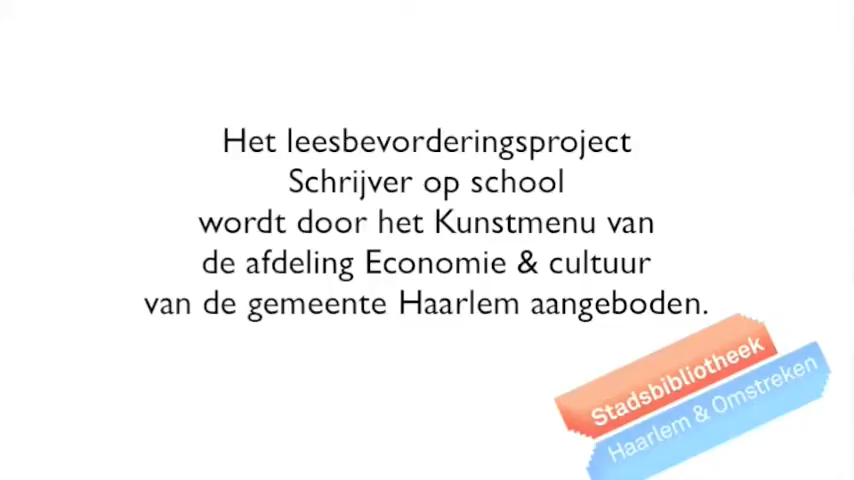 Het leesbevorderingsproject
Schrijver op school
wordt door het Kunstmenu van
de afdeling Economie & cultuur
van de gemeente Haarlem aangeboden.
Stadsbibliotheek
Haarlem & Omstreken